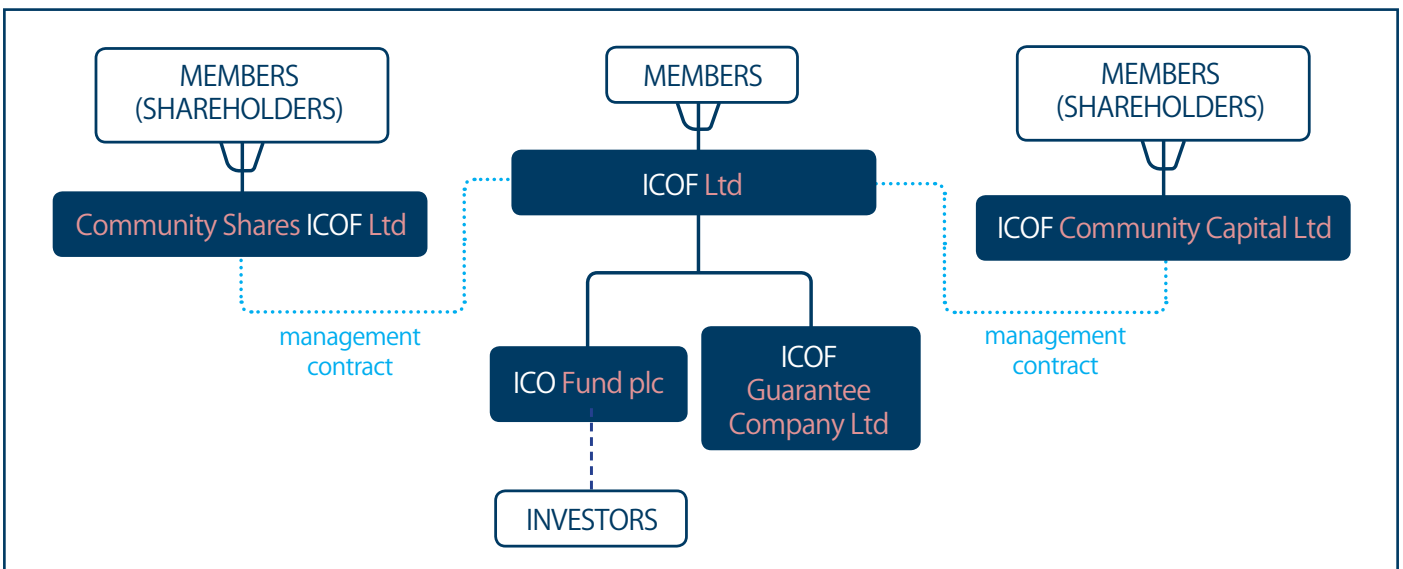 MEMBERS
(SHAREHOLDERS)
MEMBERS
MEMBERS
(SHAREHOLDERS)
ICOF Ltd
Community Shares ICOF Ltd
ICOF Community Capital Ltd
management
contract
management
contract
ICO Fund plc
ICOF
Guarantee
Company Ltd
INVESTORS